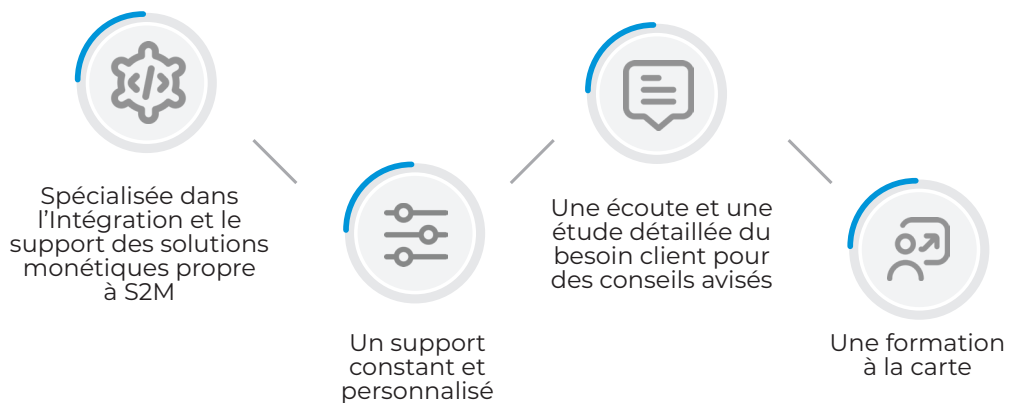 Spécialisée dans
l'Intégration et le
support des solutions
monétiques propre
à S2M
Un support
constant et
personnalisé
Une écoute et une
étude détaillée du
besoin client pour
des conseils avisés
Une formation
à la carte